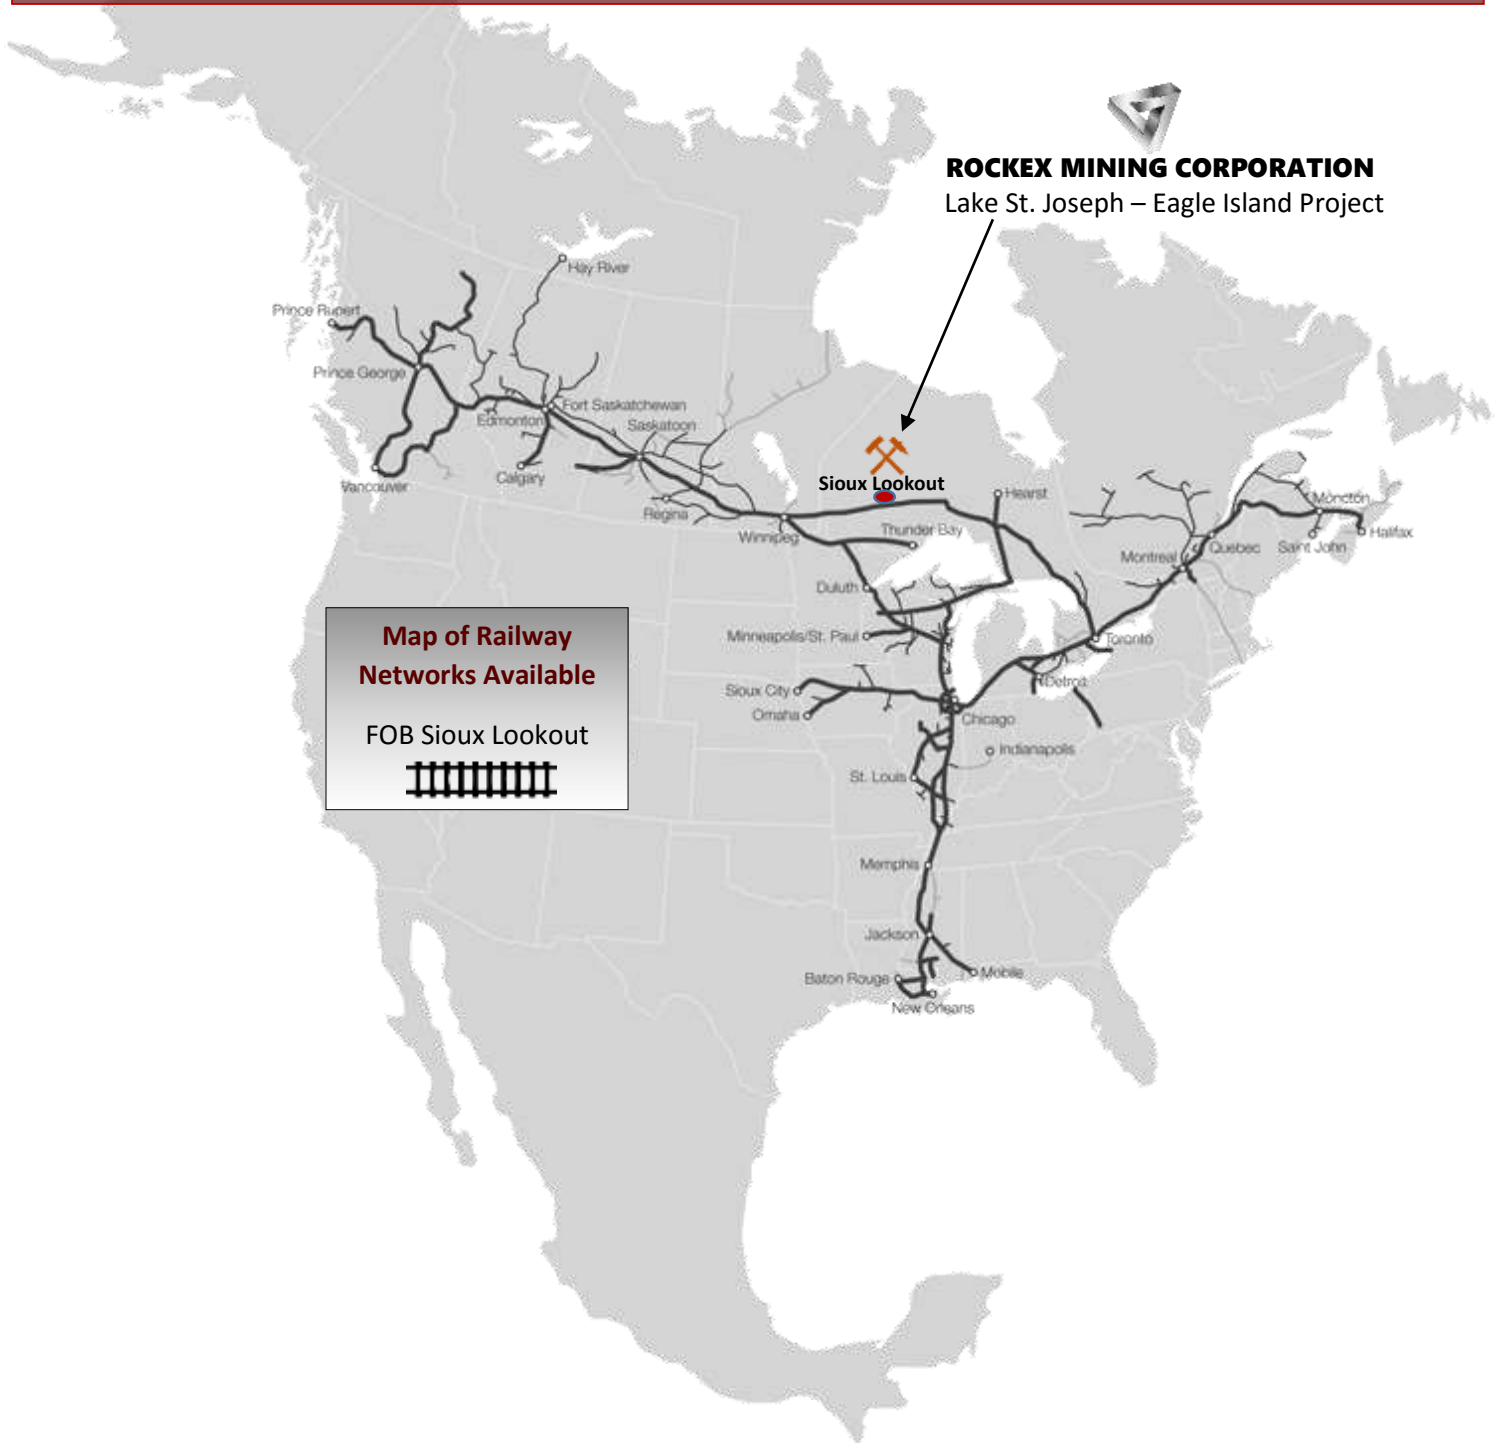 ROCKEX MINING CORPORATION
Lake St. Joseph – Eagle Island Project
Hay River
Prince Rupert
Prince George
Fort Saskatchewan
Edmonton
Saskatoon
Calgary
Vancouver
Sioux Lookout
Hearst
Regina
Winnipeg
Thunder Bay
Moncton
Halifax
Quebec
Saint John
Montreal
Duluth
Minneapolis/St. Paul
Toronto
Map of Railway
Networks Available
FOB Sioux Lookout
Sioux City
Detroit
Omaha
Chicago
Indianapolis
St. Louis
Memphis
Jackson
Baton Rouge
Mobile
New Orleans